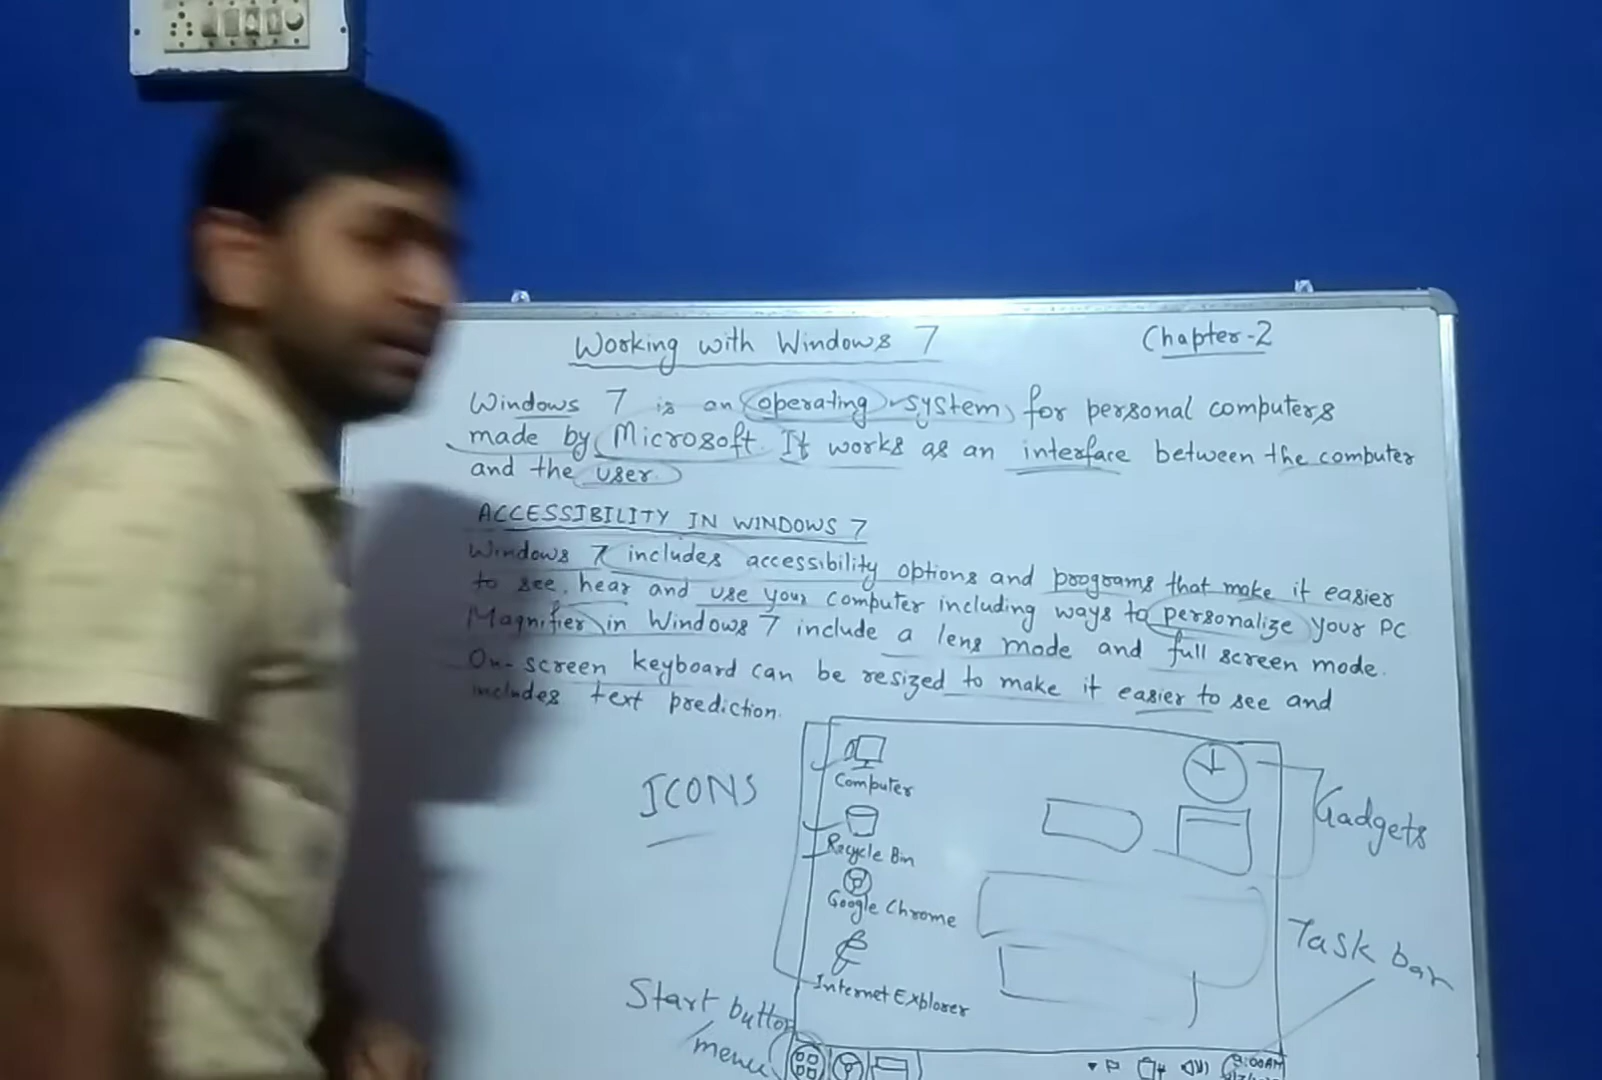 Working with Windows 7
Chapter-2
Windows 7 is an operating system for personal computers
made by Microsoft. It works as an interface between the computer
and the user.
ACCESSIBILITY IN WINDOWS 7
Windows 7 includes accessibility options and programs that make it easier
to see, hear and use your computer including ways to personalize your PC
Magnifier in Windows 7 include a lens mode and full screen mode.
On-screen keyboard can be resized to make it easier to see and
includes text prediction.
ICONS
Computer
Recycle Bin
Google Chrome
Internet Explorer
Gadgets
Task bar
Start button
/menu
:00AM